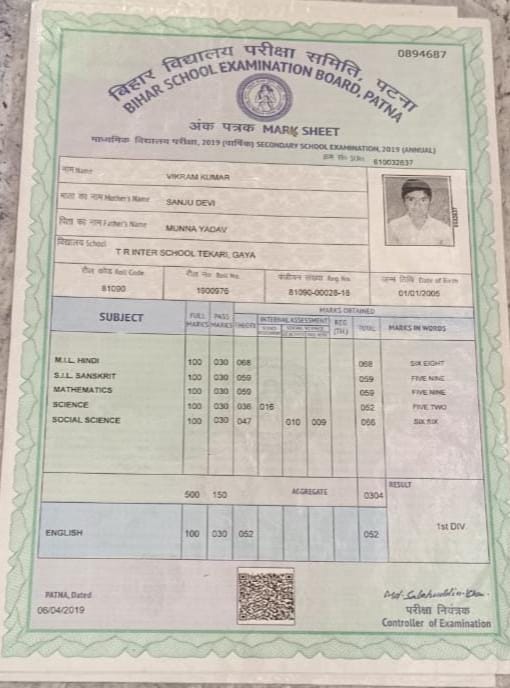 0894687
बिहार विद्यालय परीक्षा समिति, पटना
BIHAR SCHOOL EXAMINATION BOARD, PATNA
अंक पत्रक MARK SHEET
माध्यमिक विद्यालय परीक्षा, 2019 (वार्षिक) SECONDARY SCHOOL EXAMINATION, 2019 (ANNUAL)
क्रम सं० Sl.No. 610032637
नाम Name VIKRAM KUMAR
माता का नाम Mother's Name SANJU DEVI
पिता का नाम Father's Name MUNNA YADAV
विद्यालय School T R INTER SCHOOL TEKARI, GAYA
रौल कोड Roll Code रौल नं० Roll No. पंजीयन संख्या Reg No. जन्म तिथि Date of Birth
81090 1900976 81090-00028-18 01/01/2005
SUBJECT FULL MARKS PASS MARKS THEORY MARKS OBTAINED
INTERNAL ASSESSMENT REG (TH.) TOTAL MARKS IN WORDS
M.I.L. HINDI 100 030 068 068 SIX EIGHT
S.I.L. SANSKRIT 100 030 059 059 FIVE NINE
MATHEMATICS 100 030 059 059 FIVE NINE
SCIENCE 100 030 036 016 052 FIVE TWO
SOCIAL SCIENCE 100 030 047 010 009 066 SIX SIX
500 150 AGGREGATE 0304 RESULT
ENGLISH 100 030 052 052 1st DIV.
PATNA, Dated
06/04/2019
परीक्षा नियंत्रक
Controller of Examination